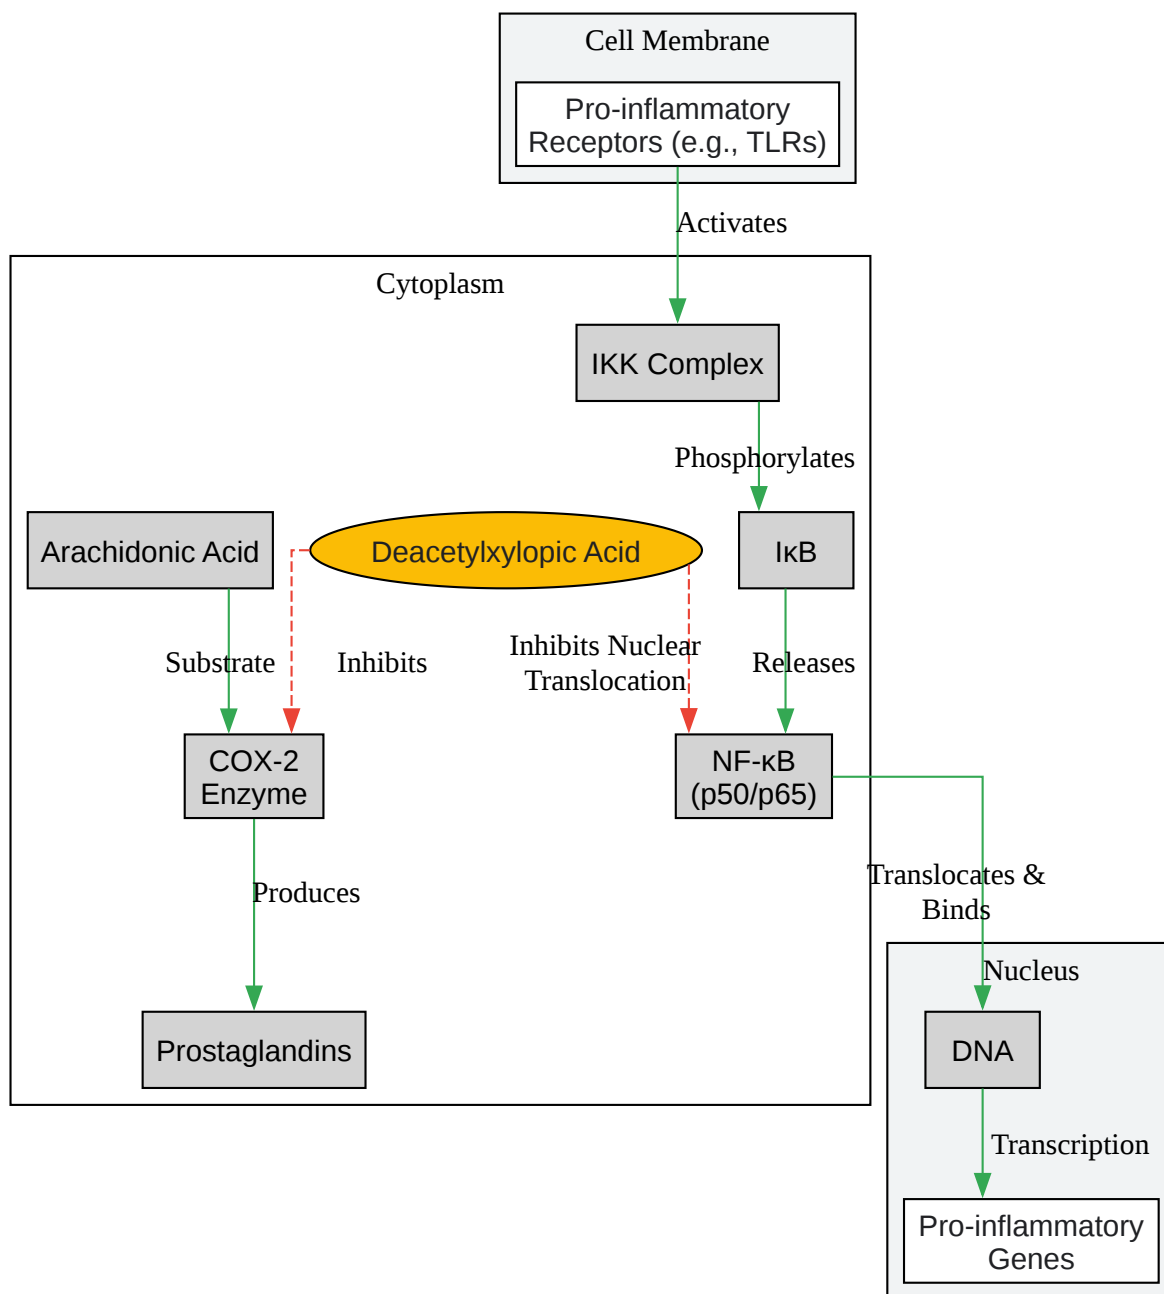 Cell Membrane
Pro-inflammatory
Receptors (e.g., TLRs)
Activates
Cytoplasm
IKK Complex
Phosphorylates
Arachidonic Acid
Deacetylxylopic Acid
IκB
Substrate
Inhibits
Inhibits Nuclear
Translocation
Releases
COX-2
Enzyme
NF-κB
(p50/p65)
Produces
Translocates &
Binds
Nucleus
Prostaglandins
DNA
Transcription
Pro-inflammatory
Genes